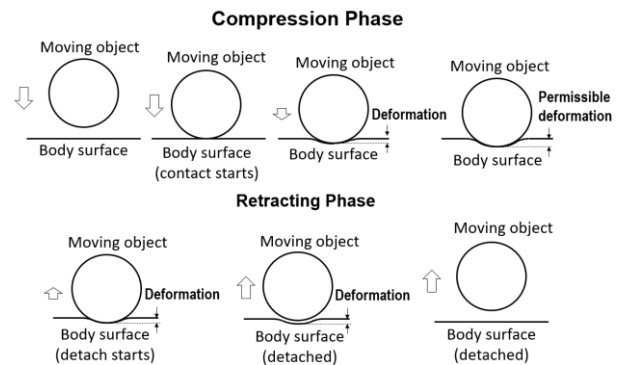 Compression Phase
Moving object
Body surface
Moving object
Body surface
(contact starts)
Moving object
Deformation
Body surface
Moving object
Permissible
deformation
Body surface
Retracting Phase
Moving object
Deformation
Body surface
(detach starts)
Moving object
Deformation
Body surface
(detached)
Moving object
Body surface
(detached)